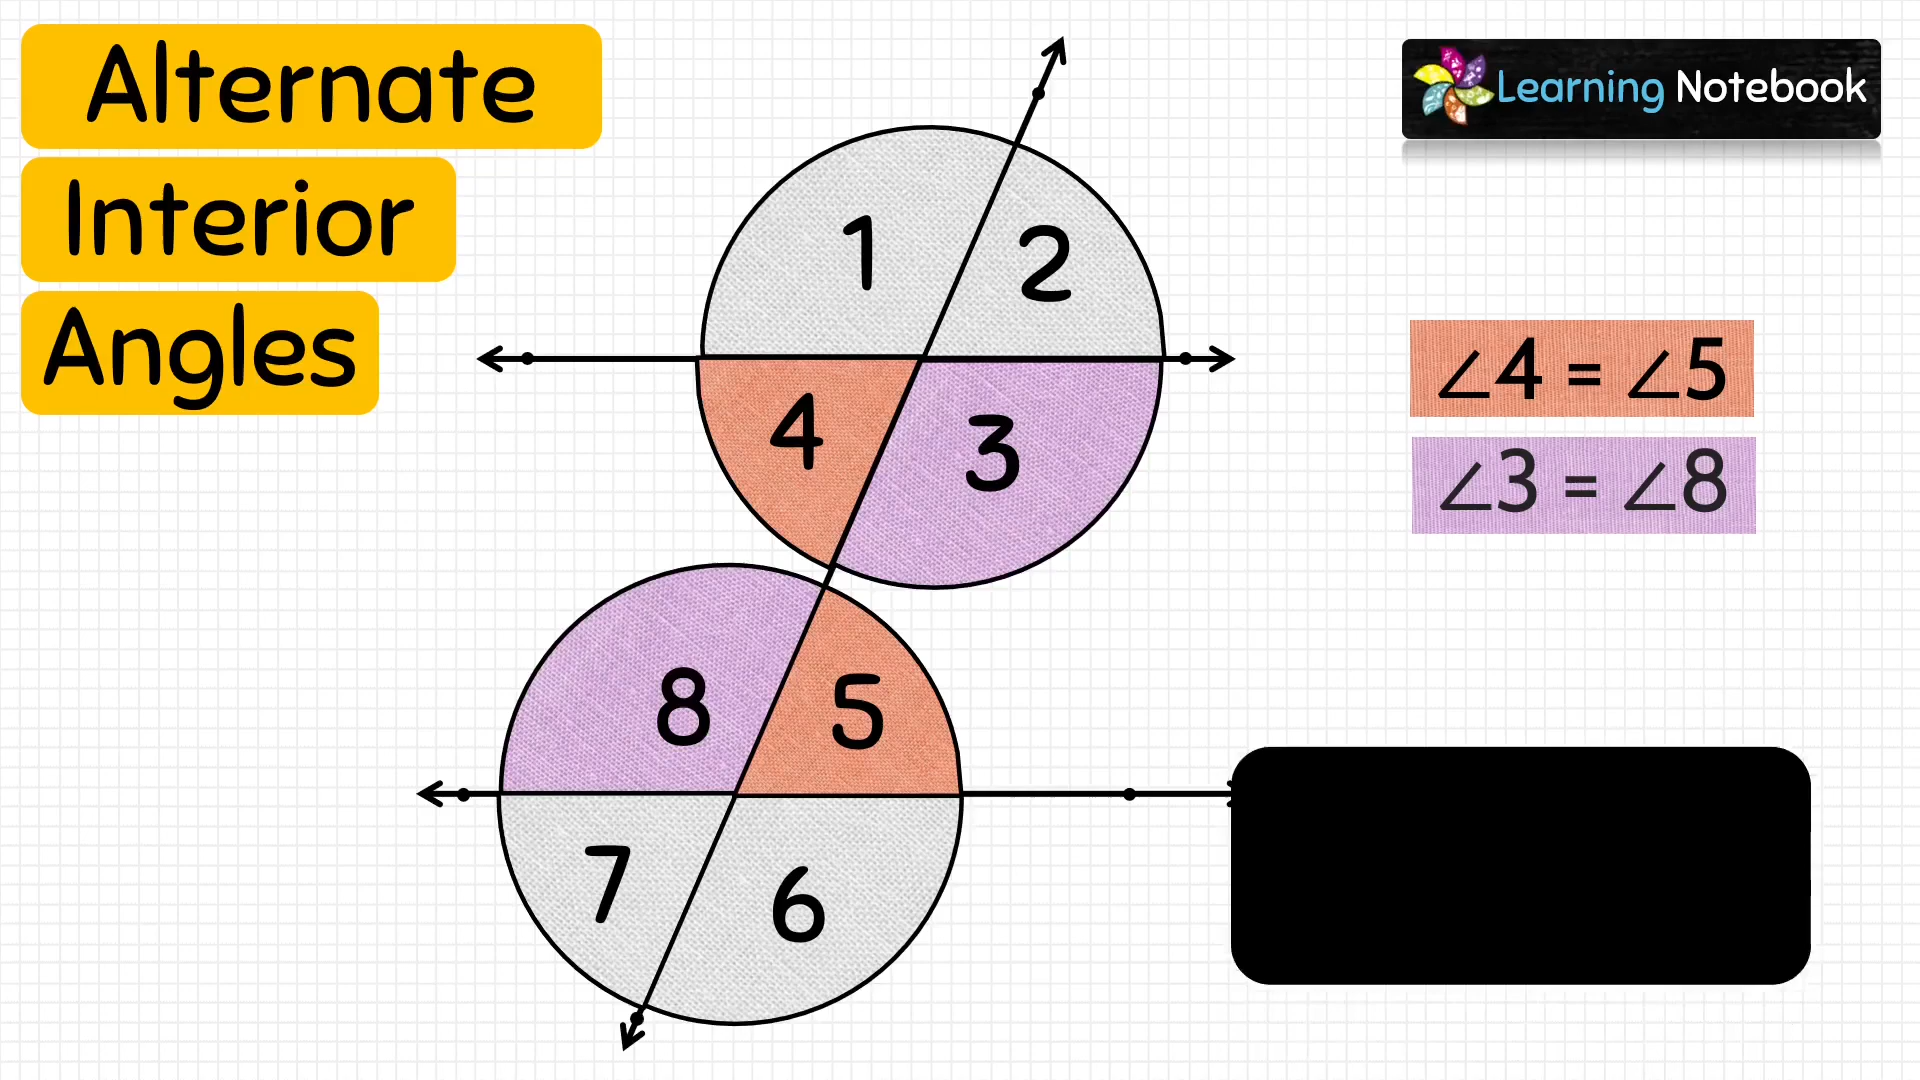 Alternate
Interior
Angles
Learning Notebook
1
2
4
3
∠4 = ∠5
∠3 = ∠8
8
5
7
6